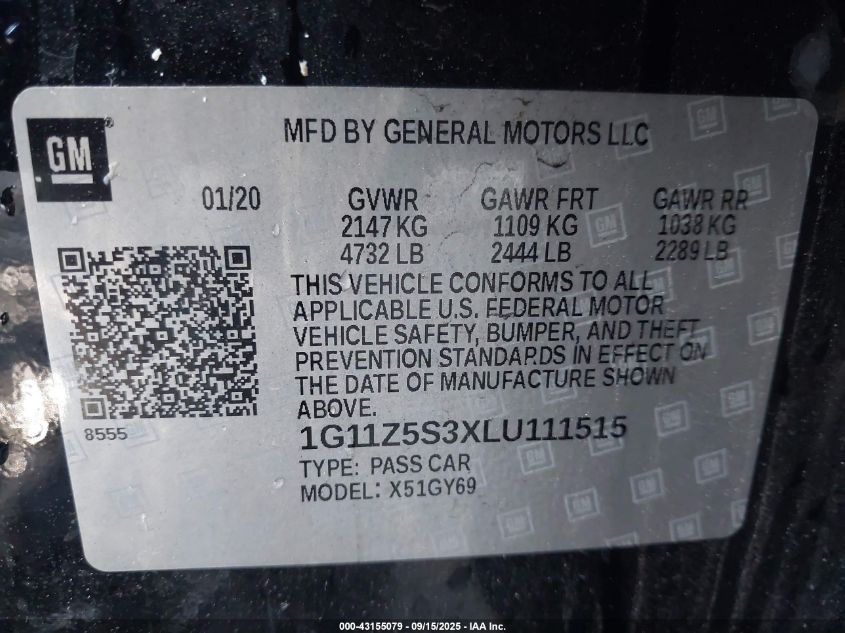 GM
MFD BY GENERAL MOTORS LLC
01/20 GVWR GAWR FRT GAWR RR
2147 KG 1109 KG 1038 KG
4732 LB 2444 LB 2289 LB
THIS VEHICLE CONFORMS TO ALL
APPLICABLE U.S. FEDERAL MOTOR
VEHICLE SAFETY, BUMPER, AND THEFT
PREVENTION STANDARDS IN EFFECT ON
THE DATE OF MANUFACTURE SHOWN
ABOVE.
8555
1G11Z5S3XLU111515
TYPE: PASS CAR
MODEL: X51GY69
000-43155079 - 09/15/2025 - IAA Inc.